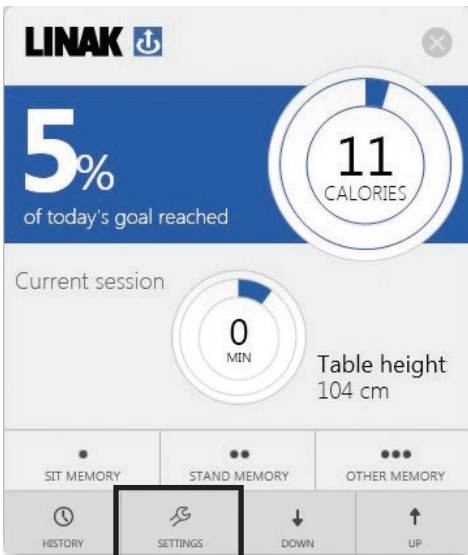 LINAK
5%
of today's goal reached
11
CALORIES
Current session
0
MIN
Table height
104 cm
SIT MEMORY
STAND MEMORY
OTHER MEMORY
HISTORY
SETTINGS
DOWN
UP